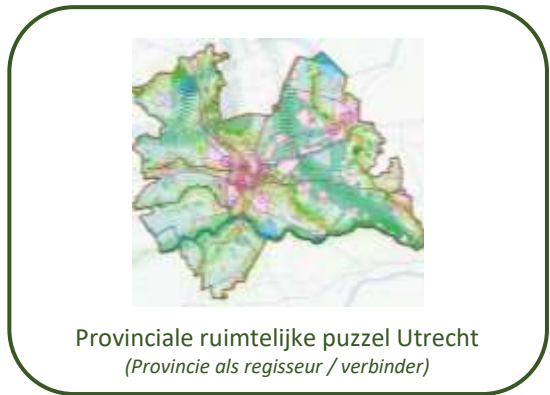 Provinciale ruimtelijke puzzel Utrecht
(Provincie als regisseur / verbinder)